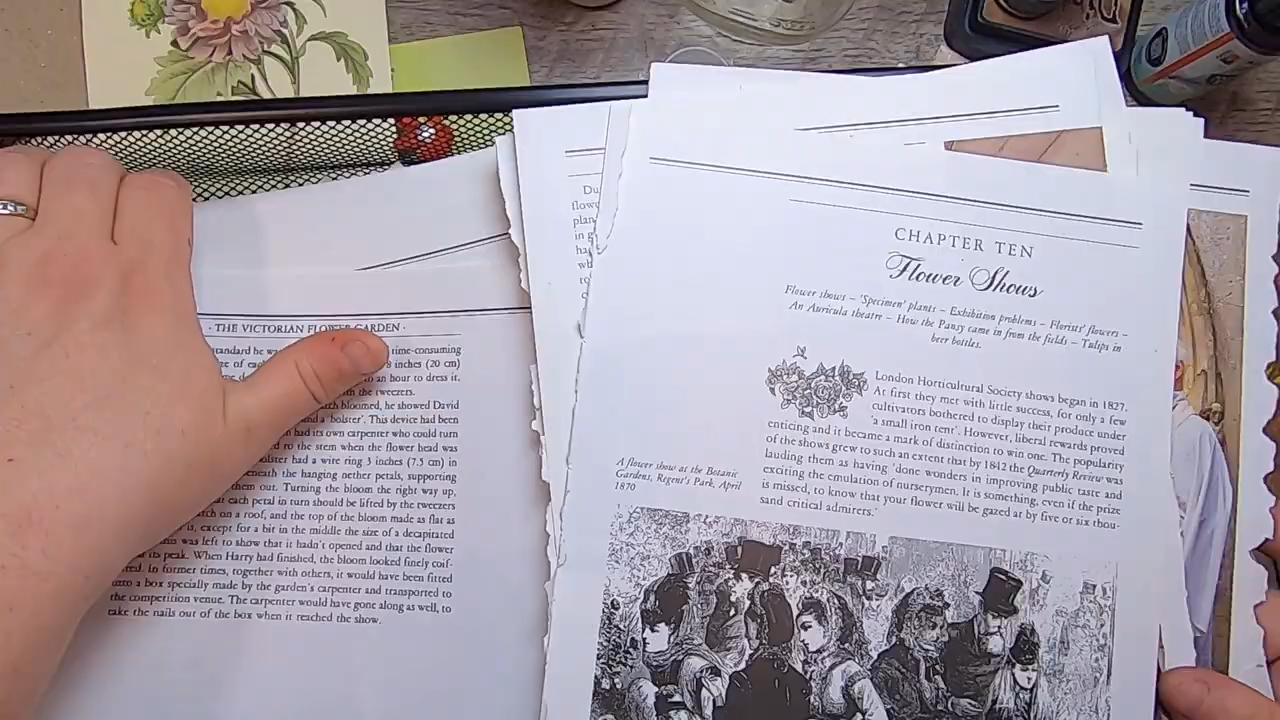 · THE VICTORIAN FLOWER GARDEN ·
tandard he wa time-consuming
ze of eac 8 inches (20 cm)
an hour to dress it.
the tweezers.
bloomed, he showed David
a 'bolster'. This device had been
had its own carpenter who could turn
to the stem when the flower head was
lster had a wire ring 3 inches (7.5 cm) in
neath the hanging nether petals, supporting
them out. Turning the bloom the right way up,
each petal in turn should be lifted by the tweezers
on a roof, and the top of the bloom made as flat as
is, except for a bit in the middle the size of a decapitated
was left to show that it hadn't opened and that the flower
its peak. When Harry had finished, the bloom looked finely coif-
In former times, together with others, it would have been fitted
into a box specially made by the garden's carpenter and transported to
the competition venue. The carpenter would have gone along as well, to
take the nails out of the box when it reached the show.
Du
flow
plan
in g
ha
CHAPTER TEN
Flower Shows
Flower shows – 'Specimen' plants – Exhibition problems – Florists' flowers –
An Auricula theatre – How the Pansy came in from the fields – Tulips in
beer bottles.
London Horticultural Society shows began in 1827.
At first they met with little success, for only a few
cultivators bothered to display their produce under
'a small iron tent'. However, liberal rewards proved
enticing and it became a mark of distinction to win one. The popularity
of the shows grew to such an extent that by 1842 the Quarterly Review was
lauding them as having 'done wonders in improving public taste and
exciting the emulation of nurserymen. It is something, even if the prize
is missed, to know that your flower will be gazed at by five or six thou-
sand critical admirers.'
A flower show at the Botanic
Gardens, Regent's Park, April
1870